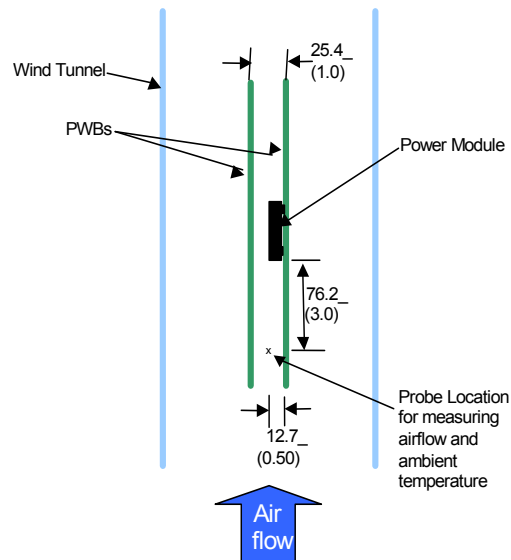 25.4_
(1.0)
Wind Tunnel
PWBs
Power Module
76.2_
(3.0)
x
Probe Location
for measuring
airflow and
ambient
temperature
12.7_
(0.50)
Air
flow